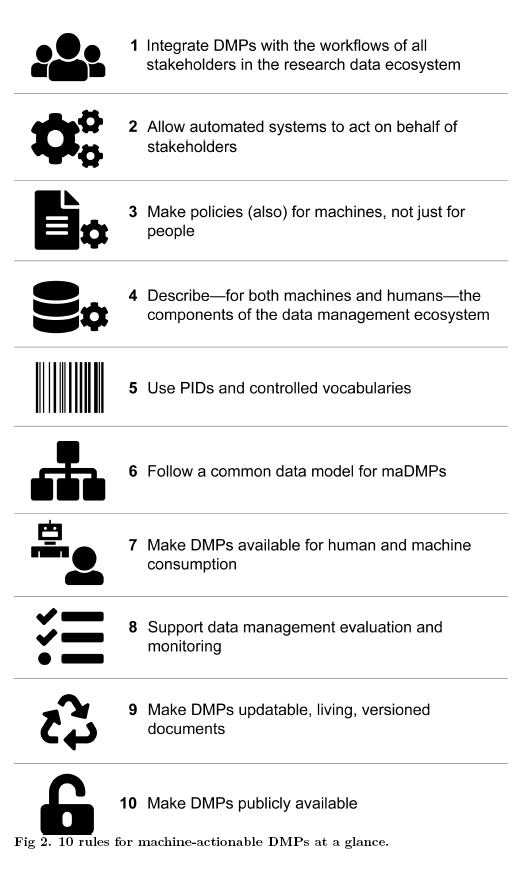 1 Integrate DMPs with the workflows of all
stakeholders in the research data ecosystem
2 Allow automated systems to act on behalf of
stakeholders
3 Make policies (also) for machines, not just for
people
4 Describe—for both machines and humans—the
components of the data management ecosystem
5 Use PIDs and controlled vocabularies
6 Follow a common data model for maDMPs
7 Make DMPs available for human and machine
consumption
8 Support data management evaluation and
monitoring
9 Make DMPs updatable, living, versioned
documents
10 Make DMPs publicly available
Fig 2. 10 rules for machine-actionable DMPs at a glance.